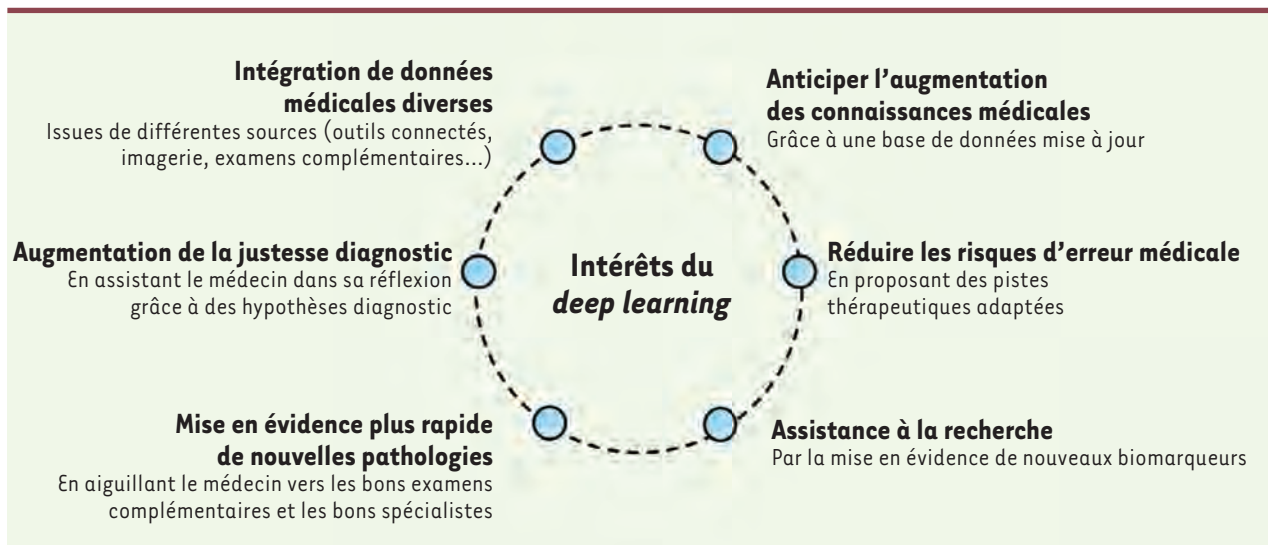 Intégration de données
médicales diverses
Issues de différentes sources (outils connectés,
imagerie, examens complémentaires...)
Anticiper l'augmentation
des connaissances médicales
Grâce à une base de données mise à jour
Augmentation de la justesse diagnostic
En assistant le médecin dans sa réflexion
grâce à des hypothèses diagnostic
Intérêts du
deep learning
Réduire les risques d'erreur médicale
En proposant des pistes
thérapeutiques adaptées
Mise en évidence plus rapide
de nouvelles pathologies
En aiguillant le médecin vers les bons examens
complémentaires et les bons spécialistes
Assistance à la recherche
Par la mise en évidence de nouveaux biomarqueurs